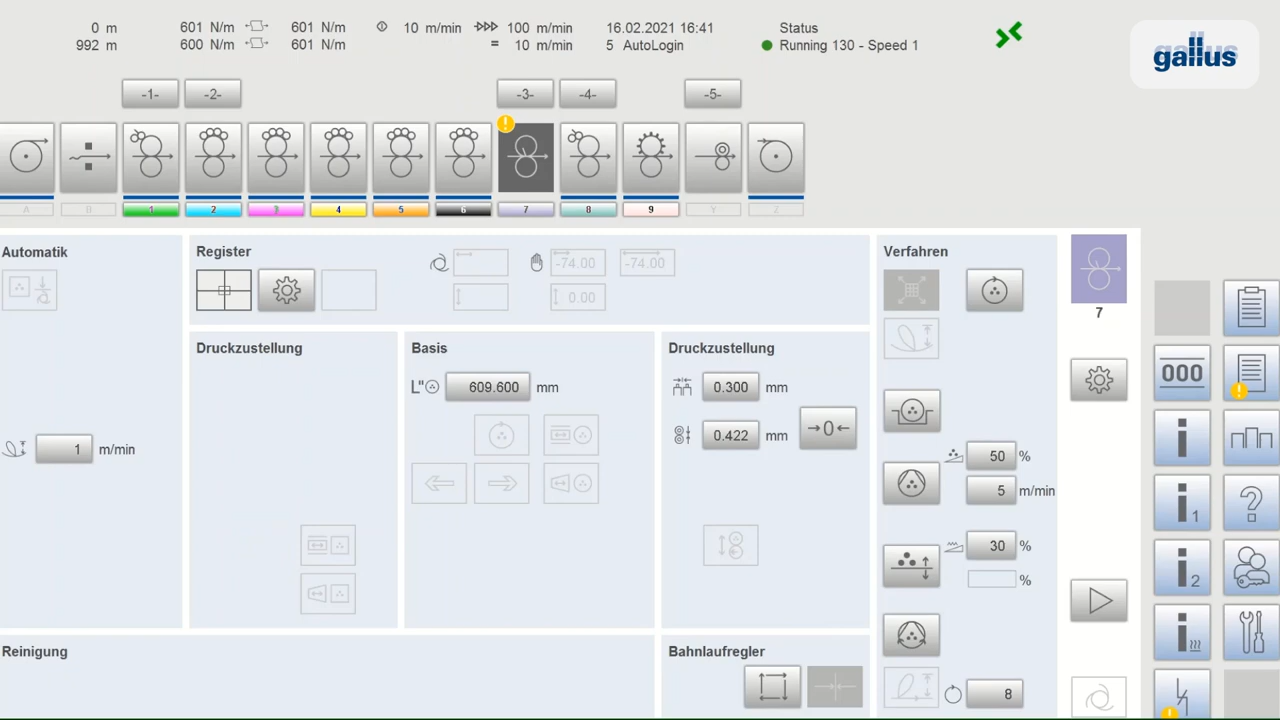 0 m 601 N/m 601 N/m 10 m/min 100 m/min 16.02.2021 16:41 Status
992 m 600 N/m 601 N/m = 10 m/min 5 AutoLogin Running 130 - Speed 1
gallus
-1- -2- -3- -4- -5-
!
A B 1 2 3 4 5 6 7 8 9 Y Z
Automatik
Register
-74.00 -74.00
0.00
Verfahren
7
Druckzustellung
Basis
Druckzustellung
L" 609.600 mm
0.300 mm
0.422 mm
→0←
1 m/min
50 %
5 m/min
30 %
%
8
Reinigung
Bahnlaufregler
000
!
i
i 1
?
i 2
i
!